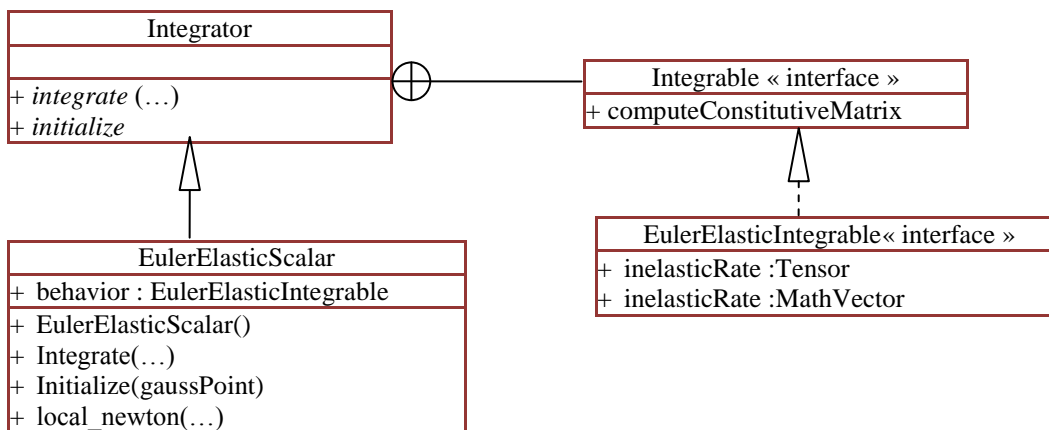 Integrator
+ integrate (…)
+ initialize
Integrable « interface »
+ computeConstitutiveMatrix
EulerElasticScalar
+ behavior : EulerElasticIntegrable
+ EulerElasticScalar()
+ Integrate(…)
+ Initialize(gaussPoint)
+ local_newton(…)
EulerElasticIntegrable« interface »
+ inelasticRate :Tensor
+ inelasticRate :MathVector